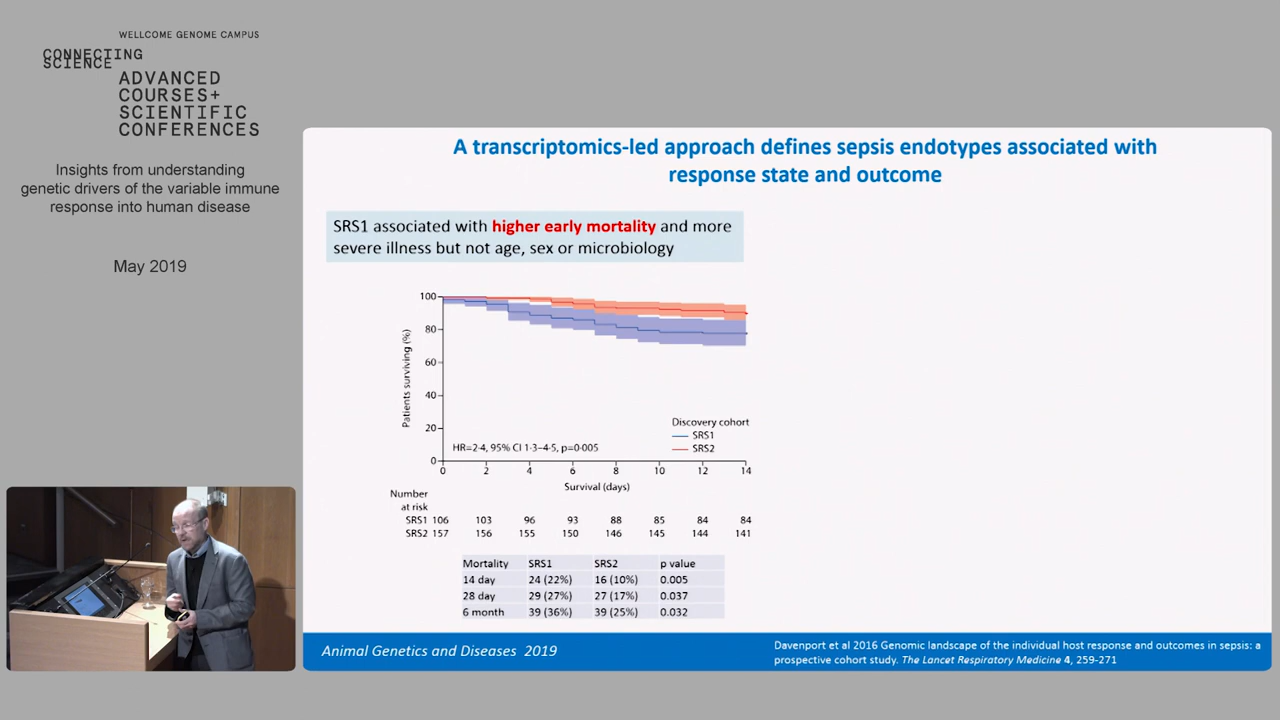 WELLCOME GENOME CAMPUS
CONNECTING
SCIENCE
ADVANCED
COURSES+
SCIENTIFIC
CONFERENCES
Insights from understanding
genetic drivers of the variable immune
response into human disease
May 2019
A transcriptomics-led approach defines sepsis endotypes associated with
response state and outcome
SRS1 associated with higher early mortality and more
severe illness but not age, sex or microbiology
Patients surviving (%)
100
80
60
40
20
0
HR=2·4, 95% CI 1·3–4·5, p=0·005
Discovery cohort
SRS1
SRS2
0 2 4 6 8 10 12 14
Survival (days)
Number
at risk
SRS1 106 103 96 93 88 85 84 84
SRS2 157 156 155 150 146 145 144 141
Mortality SRS1 SRS2 p value
14 day 24 (22%) 16 (10%) 0.005
28 day 29 (27%) 27 (17%) 0.037
6 month 39 (36%) 39 (25%) 0.032
Animal Genetics and Diseases 2019
Davenport et al 2016 Genomic landscape of the individual host response and outcomes in sepsis: a
prospective cohort study. The Lancet Respiratory Medicine 4, 259-271